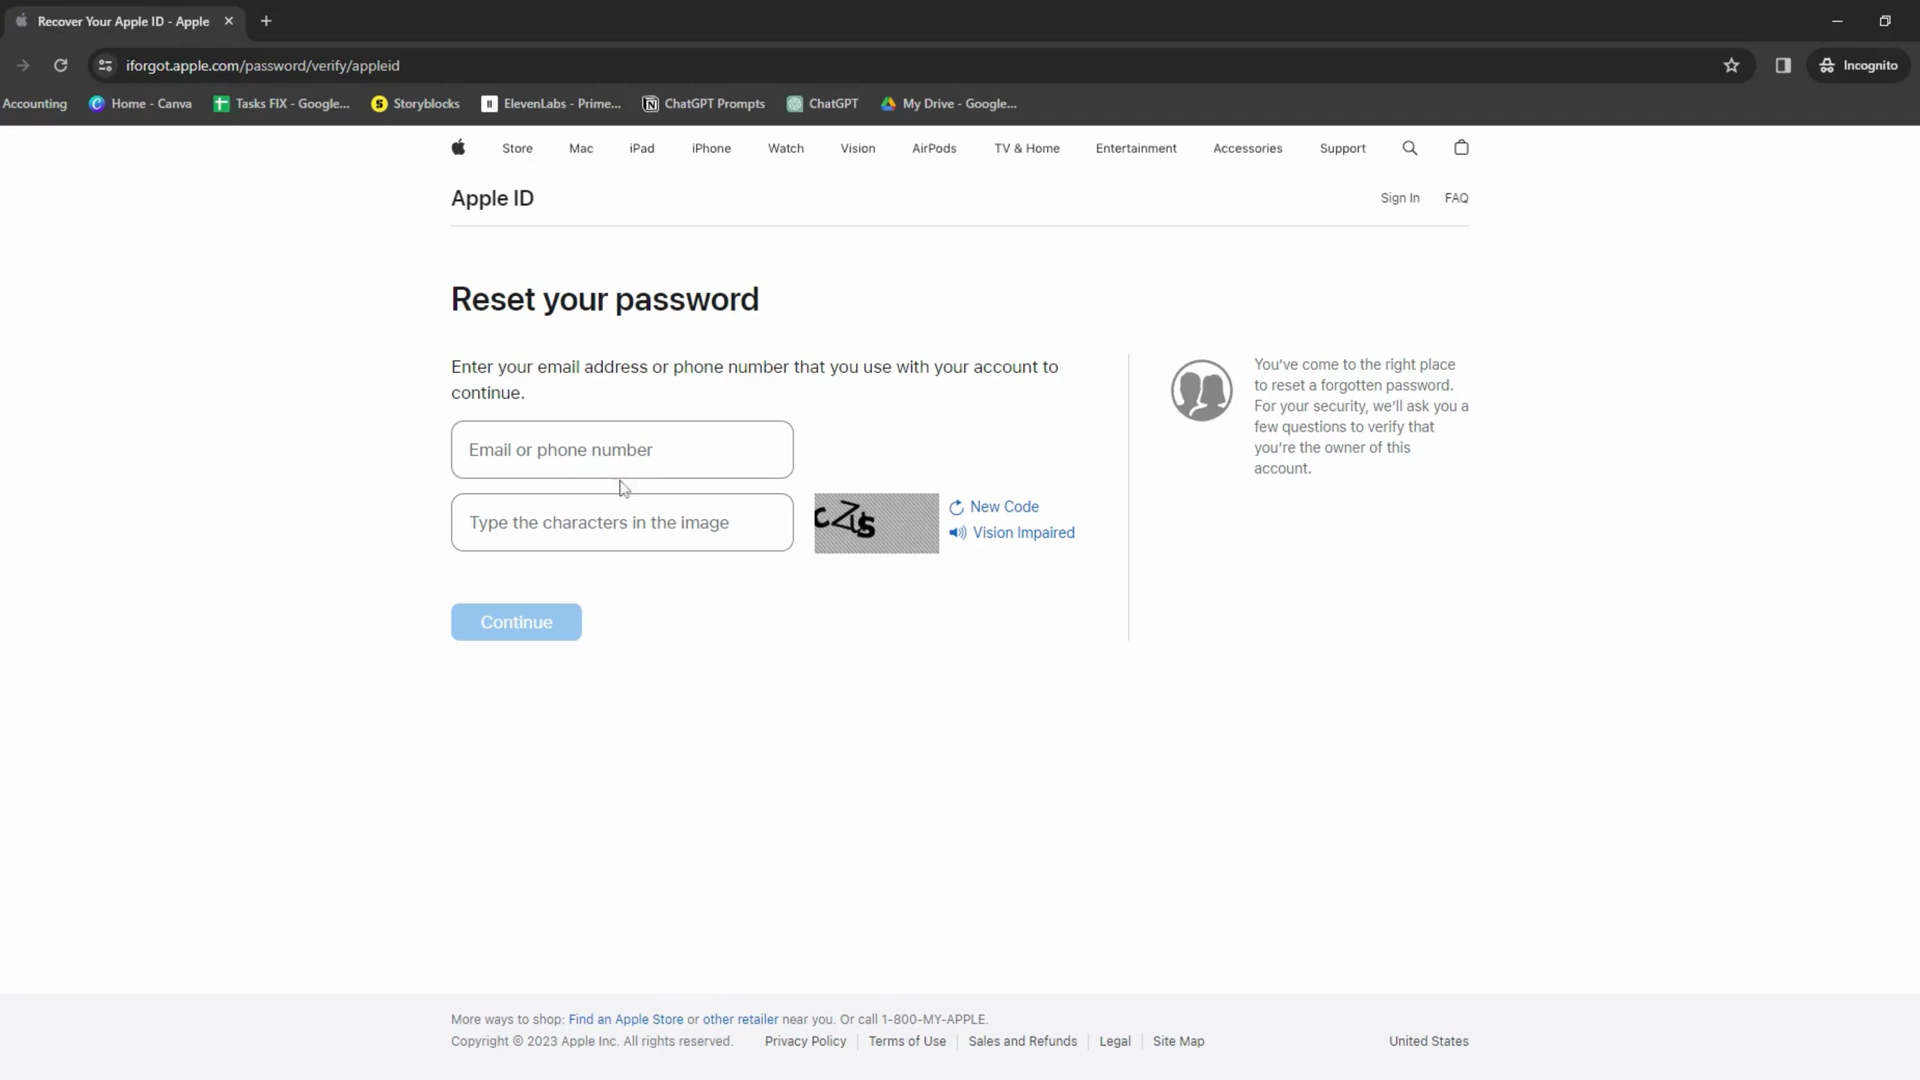 Recover Your Apple ID - Apple
iforgot.apple.com/password/verify/appleid
Incognito
Accounting Home - Canva Tasks FIX - Google... Storyblocks ElevenLabs - Prime... ChatGPT Prompts ChatGPT My Drive - Google...
Store Mac iPad iPhone Watch Vision AirPods TV & Home Entertainment Accessories Support
Apple ID
Sign In FAQ
Reset your password
Enter your email address or phone number that you use with your account to
continue.
Email or phone number
Type the characters in the image
New Code
Vision Impaired
Continue
You've come to the right place
to reset a forgotten password.
For your security, we'll ask you a
few questions to verify that
you're the owner of this
account.
More ways to shop: Find an Apple Store or other retailer near you. Or call 1-800-MY-APPLE.
Copyright © 2023 Apple Inc. All rights reserved. Privacy Policy Terms of Use Sales and Refunds Legal Site Map United States